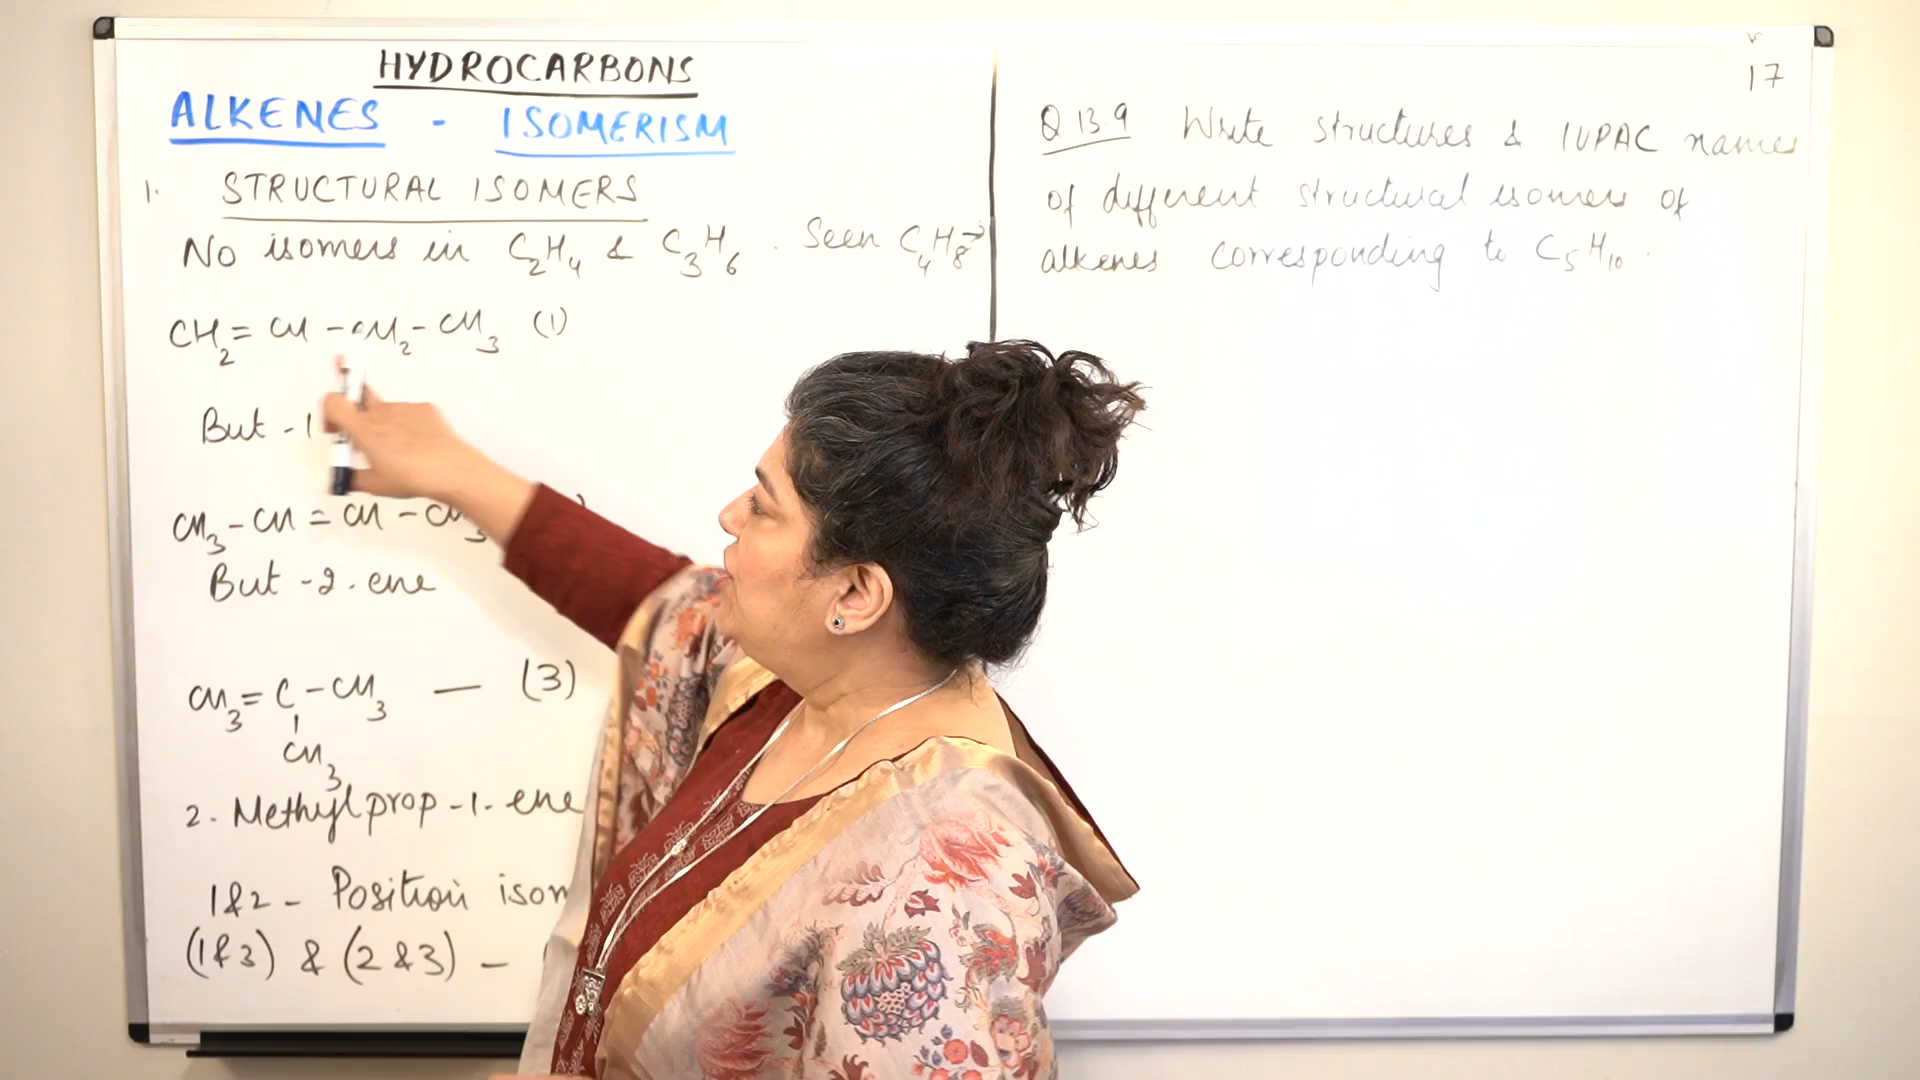 HYDROCARBONS
ALKENES - ISOMERISM
1. STRUCTURAL ISOMERS
No isomers in C2H4 & C3H6. Seen C4H8→
CH2 = CH - CH2 - CH3 (1)
But - 1
CH3 - CH = CH - CH3
But - 2 - ene
CH3 = C - CH3 — (3)
CH3
2. Methylprop - 1 - ene
1&2 - Position
(1&3) & (2&3) -
17
Q 13.9. Write structures & IUPAC names
of different structural isomers of
alkenes corresponding to C5H10.